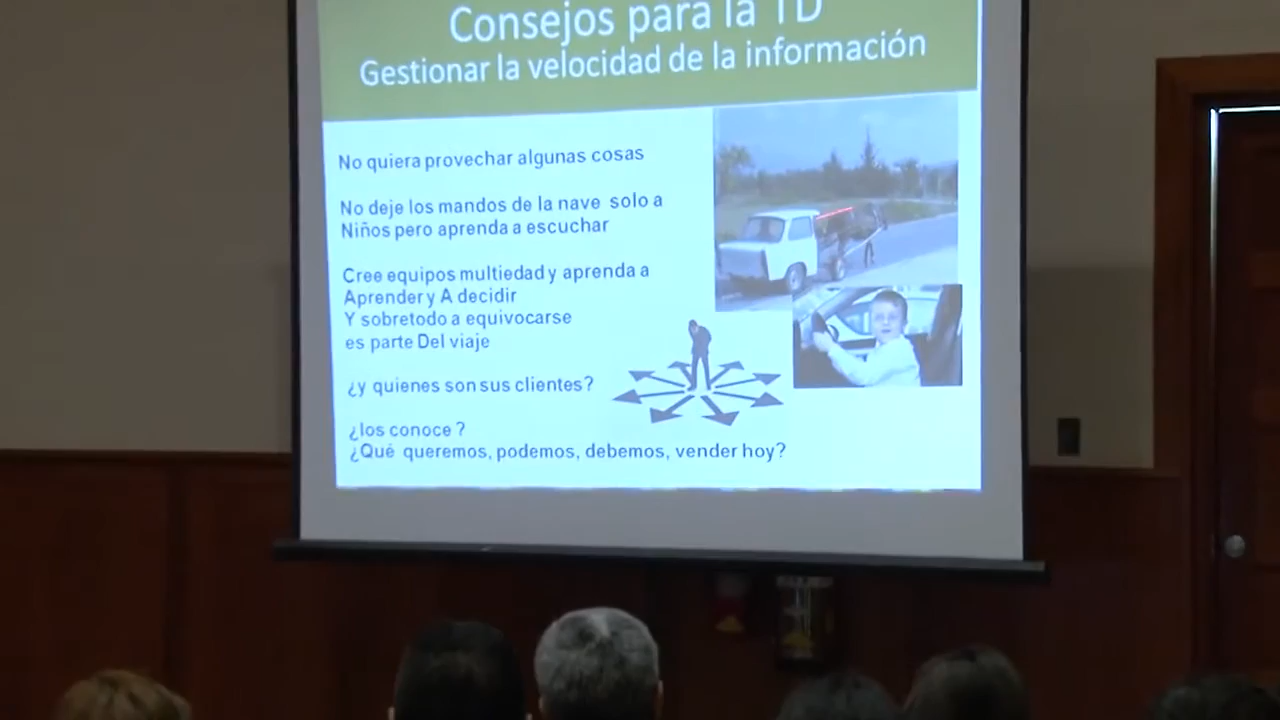 Consejos para la TD
Gestionar la velocidad de la información
No quiera provechar algunas cosas
No deje los mandos de la nave solo a
Niños pero aprenda a escuchar
Cree equipos multiedad y aprenda a
Aprender y A decidir
Y sobretodo a equivocarse
es parte Del viaje
¿y quienes son sus clientes?
¿los conoce ?
¿Qué queremos, podemos, debemos, vender hoy?